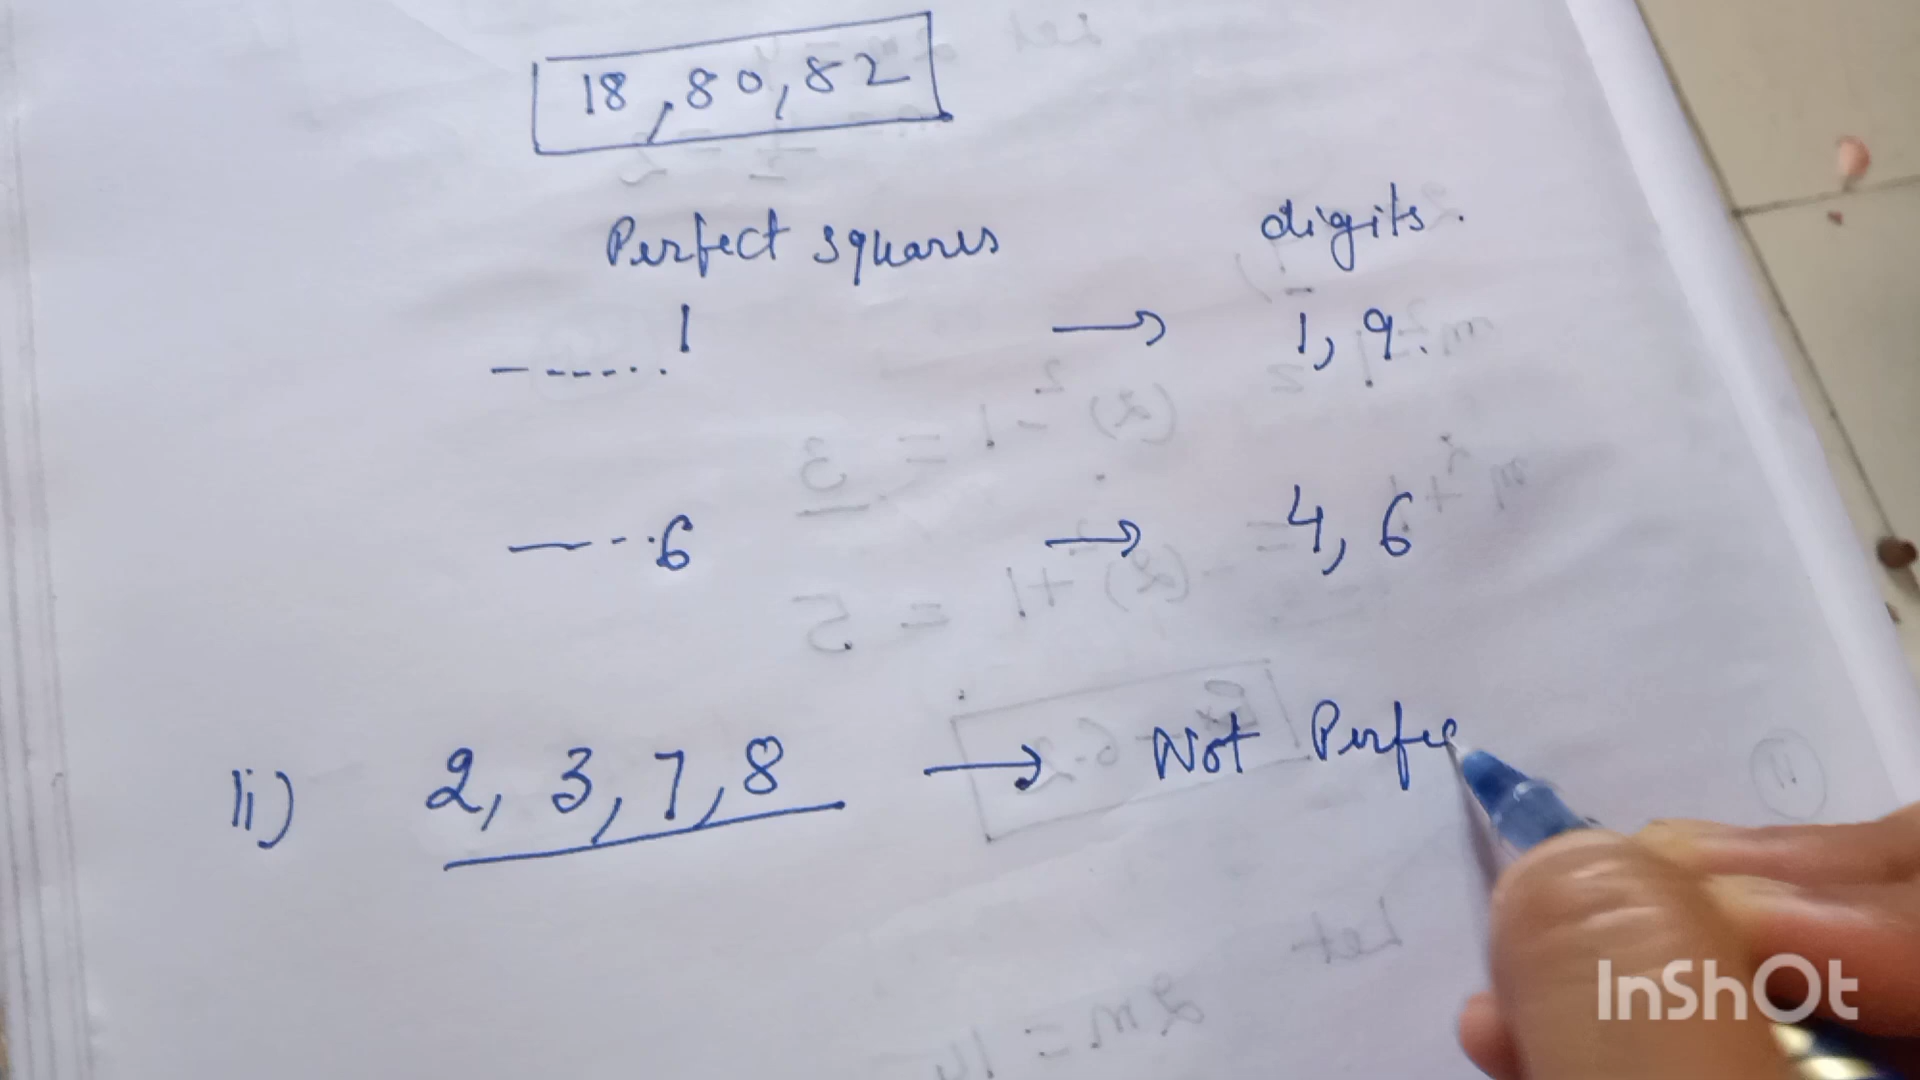 18, 80, 82
Perfect squares digits.
------1 → 1, 9.
----6 → 4, 6
ii) 2, 3, 7, 8 → Not Perfec
InShOt